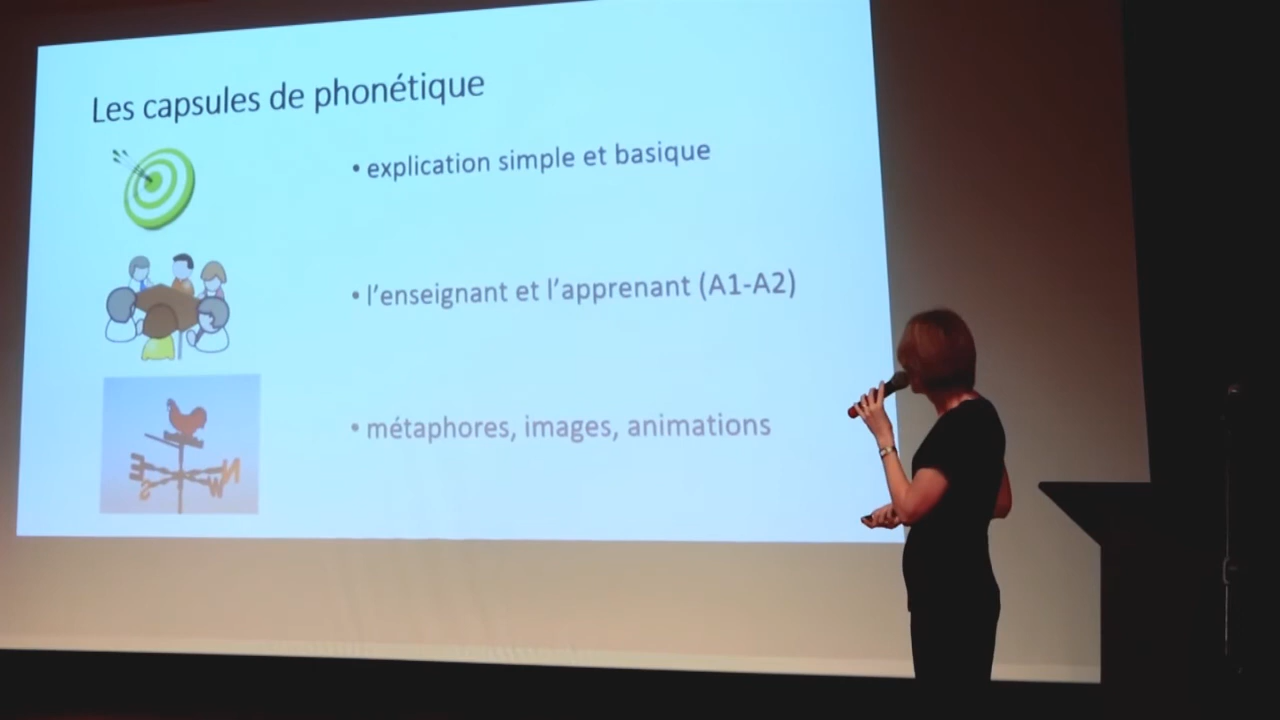 Les capsules de phonétique
• explication simple et basique
• l'enseignant et l'apprenant (A1-A2)
• métaphores, images, animations
E N
S W